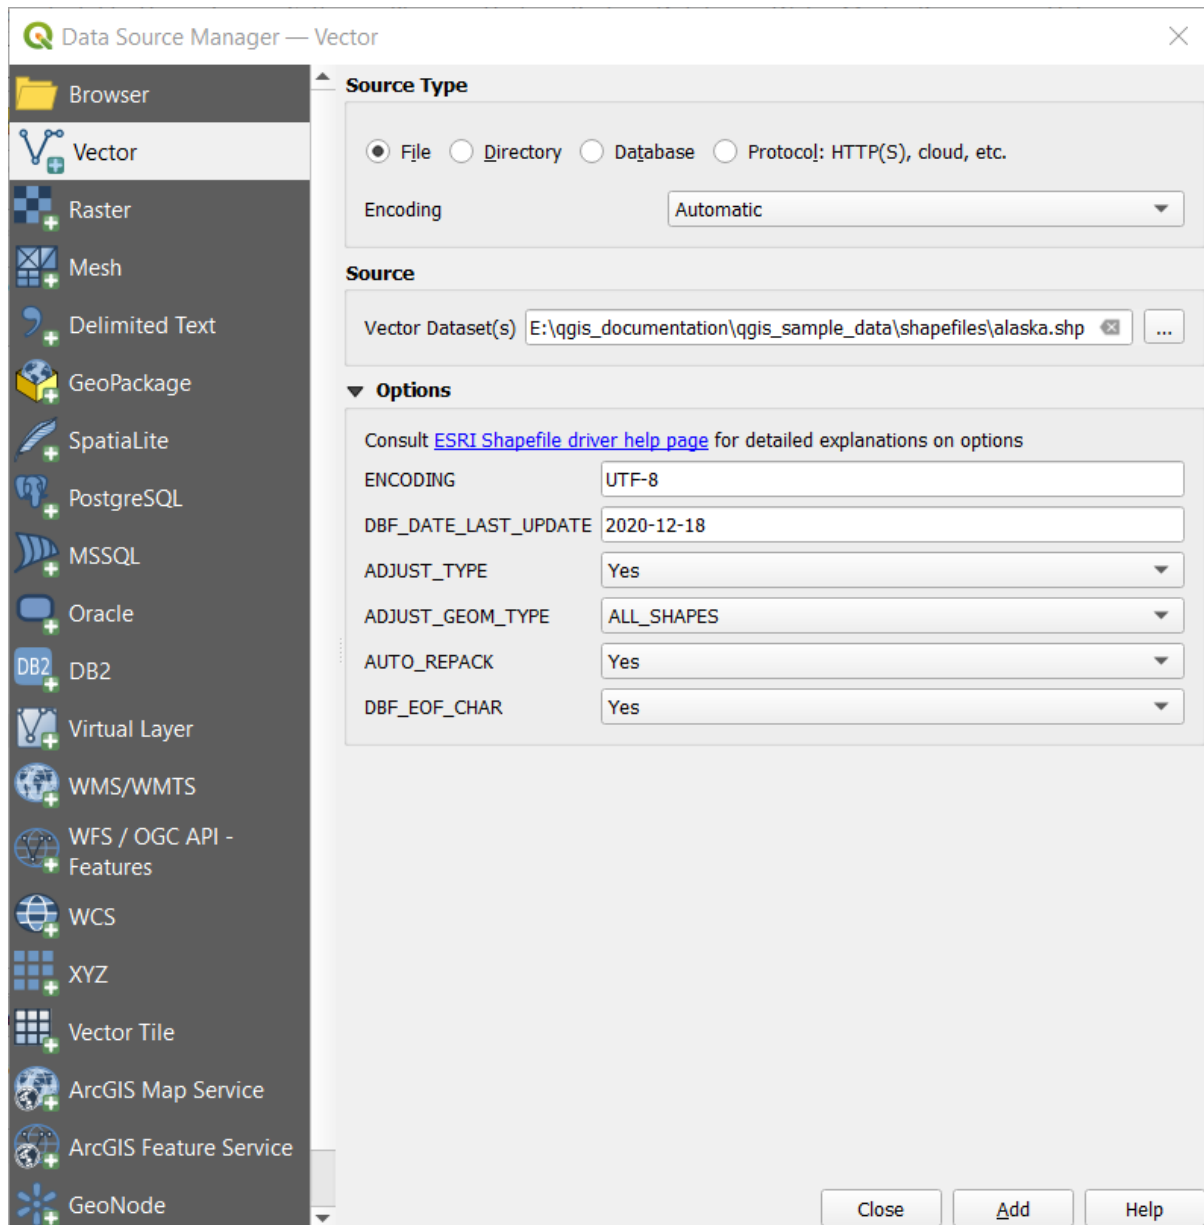 Data Source Manager — Vector
Browser
Vector
Raster
Mesh
Delimited Text
GeoPackage
SpatiaLite
PostgreSQL
MSSQL
Oracle
DB2
DB2
Virtual Layer
WMS/WMTS
WFS / OGC API -
Features
WCS
XYZ
Vector Tile
ArcGIS Map Service
ArcGIS Feature Service
GeoNode
Source Type
File Directory Database Protocol: HTTP(S), cloud, etc.
Encoding Automatic
Source
Vector Dataset(s) E:\qgis_documentation\qgis_sample_data\shapefiles\alaska.shp ...
Options
Consult ESRI Shapefile driver help page for detailed explanations on options
ENCODING UTF-8
DBF_DATE_LAST_UPDATE 2020-12-18
ADJUST_TYPE Yes
ADJUST_GEOM_TYPE ALL_SHAPES
AUTO_REPACK Yes
DBF_EOF_CHAR Yes
Close Add Help